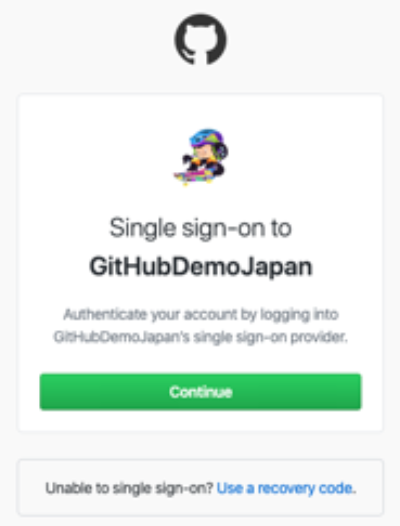 Single sign-on to
GitHubDemoJapan
Authenticate your account by logging into
GitHubDemoJapan's single sign-on provider.
Continue
Unable to single sign-on? Use a recovery code.